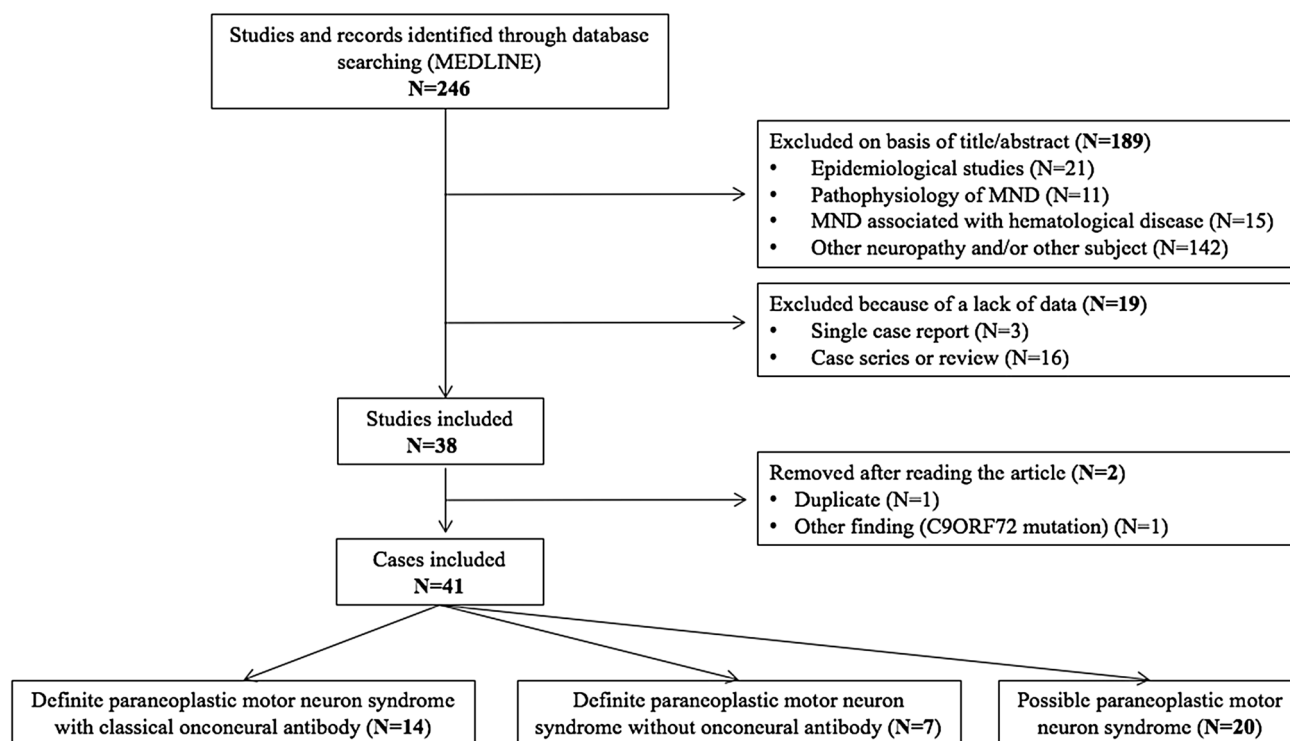 Studies and records identified through database
searching (MEDLINE)
N=246
Excluded on basis of title/abstract (N=189)
• Epidemiological studies (N=21)
• Pathophysiology of MND (N=11)
• MND associated with hematological disease (N=15)
• Other neuropathy and/or other subject (N=142)
Excluded because of a lack of data (N=19)
• Single case report (N=3)
• Case series or review (N=16)
Studies included
N=38
Removed after reading the article (N=2)
• Duplicate (N=1)
• Other finding (C9ORF72 mutation) (N=1)
Cases included
N=41
Definite paraneoplastic motor neuron syndrome
with classical onconeural antibody (N=14)
Definite paraneoplastic motor neuron
syndrome without onconeural antibody (N=7)
Possible paraneoplastic motor
neuron syndrome (N=20)